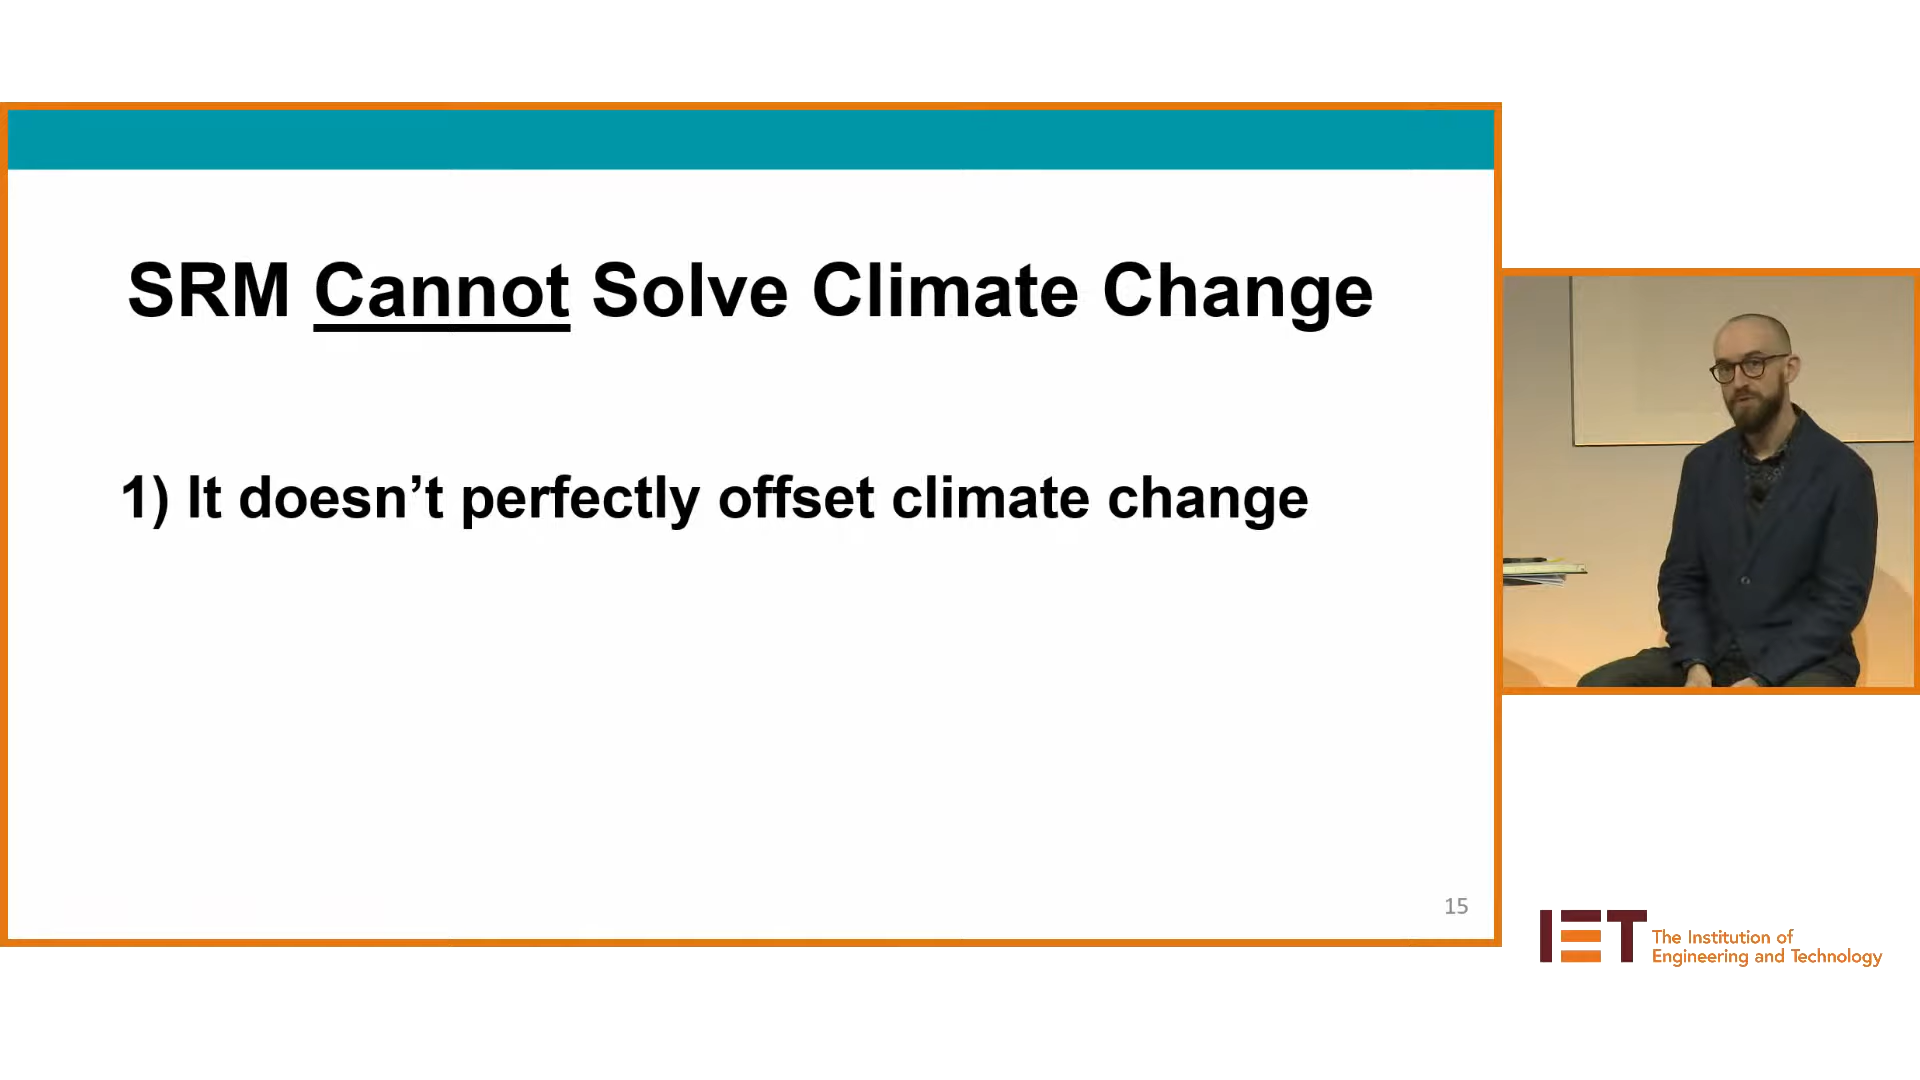 SRM Cannot Solve Climate Change
1) It doesn’t perfectly offset climate change
15
IET
The Institution of
Engineering and Technology